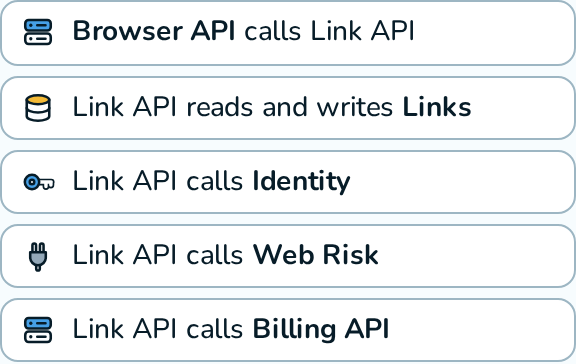 Browser API calls Link API
Link API reads and writes Links
Link API calls Identity
Link API calls Web Risk
Link API calls Billing API